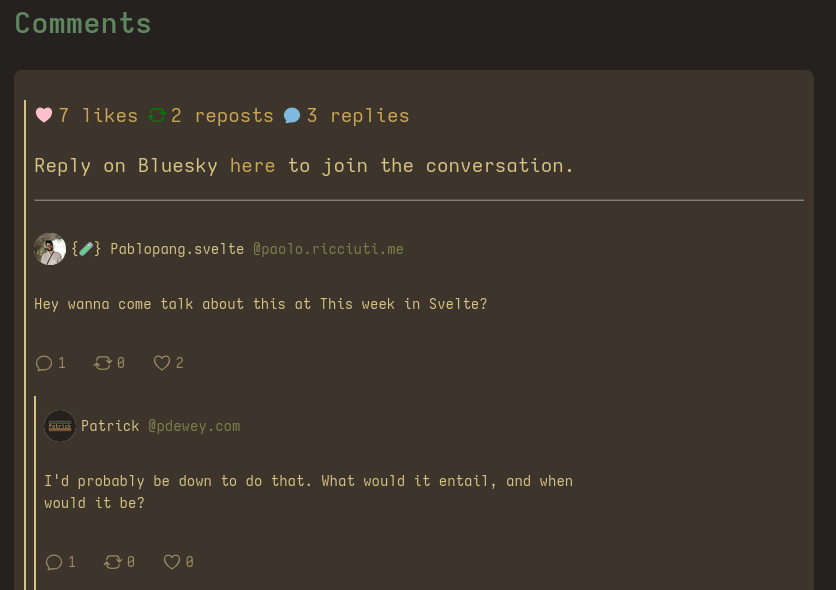 Comments
7 likes 2 reposts 3 replies
Reply on Bluesky here to join the conversation.
{🧪} Pablopang.svelte @paolo.ricciuti.me
Hey wanna come talk about this at This week in Svelte?
1 0 2
Patrick
Patrick @pdewey.com
I'd probably be down to do that. What would it entail, and when
would it be?
1 0 0